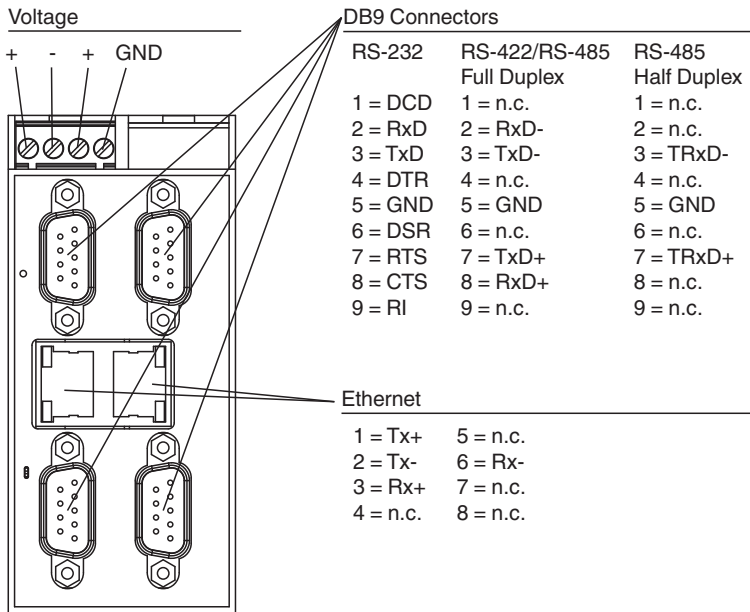 Voltage
+ - + GND
DB9 Connectors
RS-232 RS-422/RS-485 RS-485
Full Duplex Half Duplex
1 = DCD 1 = n.c. 1 = n.c.
2 = RxD 2 = RxD- 2 = n.c.
3 = TxD 3 = TxD- 3 = TRxD-
4 = DTR 4 = n.c. 4 = n.c.
5 = GND 5 = GND 5 = GND
6 = DSR 6 = n.c. 6 = n.c.
7 = RTS 7 = TxD+ 7 = TRxD+
8 = CTS 8 = RxD+ 8 = n.c.
9 = RI 9 = n.c. 9 = n.c.
Ethernet
1 = Tx+ 5 = n.c.
2 = Tx- 6 = Rx-
3 = Rx+ 7 = n.c.
4 = n.c. 8 = n.c.